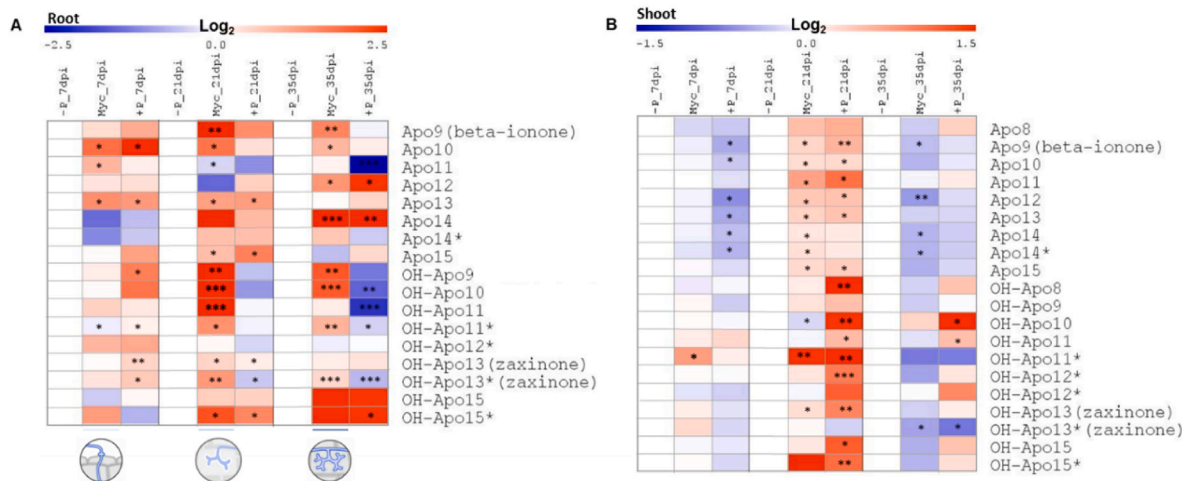 A
Root
Log2
-2.5
0.0
2.5
-P_7dpi
Myc_7dpi
+P_7dpi
-P_21dpi
Myc_21dpi
+P_21dpi
-P_35dpi
Myc_35dpi
+P_35dpi
** ** Apo9(beta-ionone)
* * * * Apo10
* * *** Apo11
* * Apo12
* * * * Apo13
*** ** Apo14
Apo14*
* * Apo15
* ** ** OH-Apo9
*** *** ** OH-Apo10
*** *** OH-Apo11
* * * ** * OH-Apo11*
OH-Apo12*
** * * OH-Apo13(zaxinone)
* ** * *** *** OH-Apo13*(zaxinone)
OH-Apo15
* * * OH-Apo15*
B
Shoot
Log2
-1.5
0.0
1.5
-P_7dpi
Myc_7dpi
+P_7dpi
-P_21dpi
Myc_21dpi
+P_21dpi
-P_35dpi
Myc_35dpi
+P_35dpi
Apo8
* * ** * Apo9(beta-ionone)
* * * Apo10
* * Apo11
* * * ** Apo12
* * * Apo13
* * * Apo14
* * * Apo14*
* * Apo15
** OH-Apo8
OH-Apo9
* ** * OH-Apo10
* * OH-Apo11
* ** ** OH-Apo11*
*** OH-Apo12*
OH-Apo12*
* ** OH-Apo13(zaxinone)
* * OH-Apo13*(zaxinone)
* OH-Apo15
** OH-Apo15*